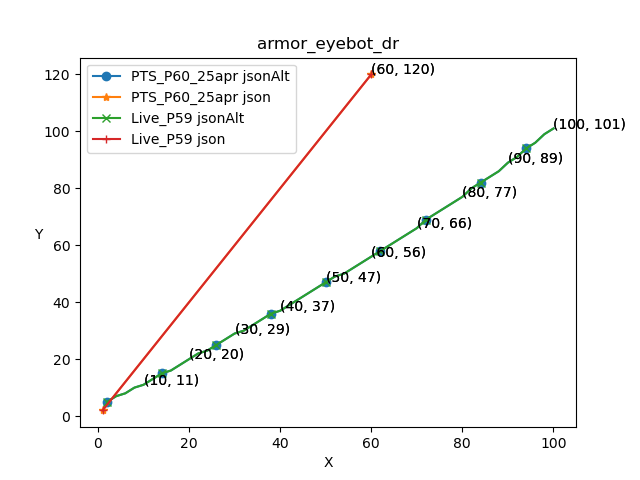 armor_eyebot_dr
PTS_P60_25apr jsonAlt
PTS_P60_25apr json
Live_P59 jsonAlt
Live_P59 json
(60, 120)
(100, 101)
(90, 89)
(80, 77)
(70, 66)
(60, 56)
(50, 47)
(40, 37)
(30, 29)
(20, 20)
(10, 11)
120
100
80
60
40
20
0
Y
0 20 40 60 80 100
X